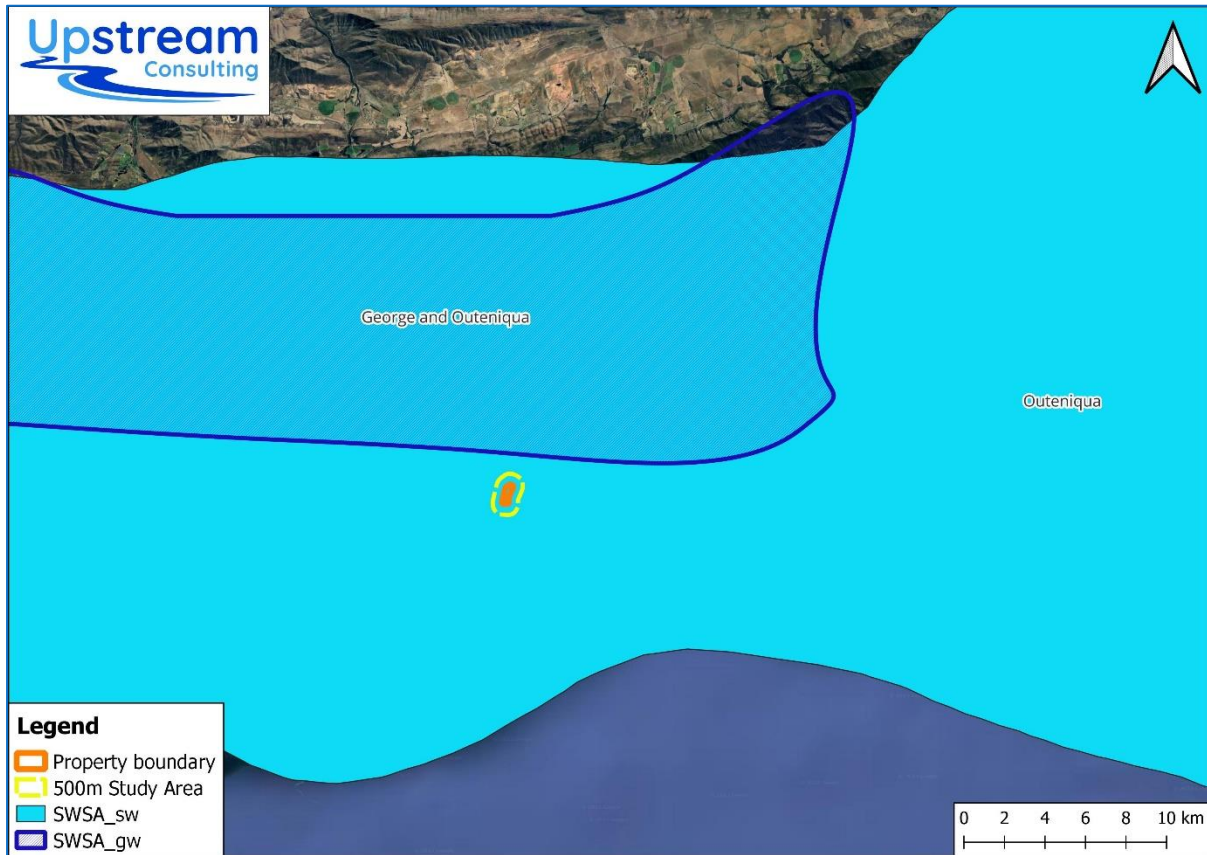 Upstream
Consulting
George and Outeniqua
Outeniqua
Legend
Property boundary
500m Study Area
SWSA_sw
SWSA_gw
0 2 4 6 8 10 km